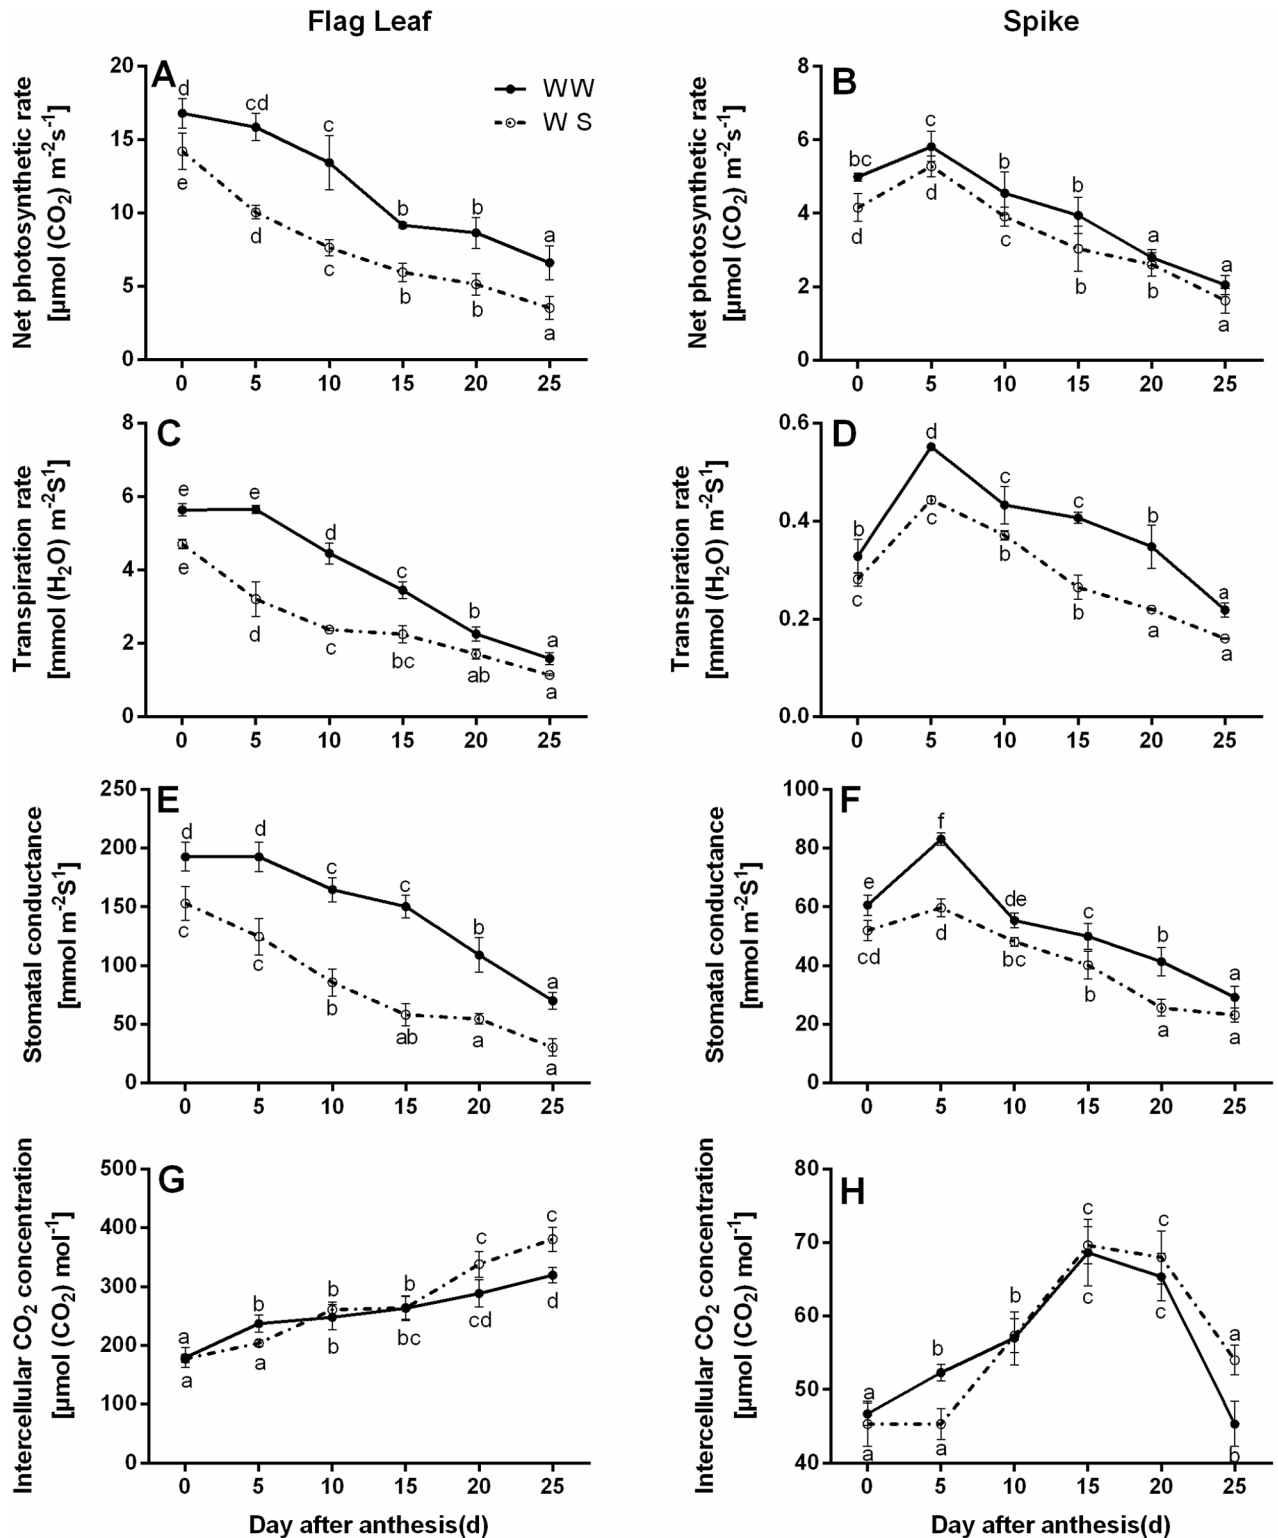 Flag Leaf
Spike
A
WW
W S
Net photosynthetic rate
[µmol (CO₂) m⁻²s⁻¹]
20
15
10
5
0
d
cd
c
b
b
a
e
d
c
b
b
a
0 5 10 15 20 25
B
Net photosynthetic rate
[µmol (CO₂) m⁻²s⁻¹]
8
6
4
2
0
bc
c
b
b
a
a
d
d
c
b
b
a
0 5 10 15 20 25
C
Transpiration rate
[mmol (H₂O) m⁻²S¹]
8
6
4
2
0
e
e
d
c
b
a
e
d
c
bc
ab
a
0 5 10 15 20 25
D
Transpiration rate
[mmol (H₂O) m⁻²S¹]
0.6
0.4
0.2
0.0
b
d
c
c
b
a
c
c
b
b
a
a
0 5 10 15 20 25
E
Stomatal conductance
[mmol m⁻²S¹]
250
200
150
100
50
0
d
d
c
c
b
a
c
c
b
ab
a
a
0 5 10 15 20 25
F
Stomatal conductance
[mmol m⁻²S¹]
100
80
60
40
20
0
e
f
de
c
b
a
cd
d
bc
b
a
a
0 5 10 15 20 25
G
Intercellular CO₂ concentration
[µmol (CO₂) mol⁻¹]
500
400
300
200
100
0
a
b
b
b
c
c
a
a
b
bc
cd
d
0 5 10 15 20 25
Day after anthesis(d)
H
Intercellular CO₂ concentration
[µmol (CO₂) mol⁻¹]
80
70
60
50
40
a
b
b
c
c
a
a
a
c
c
b
0 5 10 15 20 25
Day after anthesis(d)